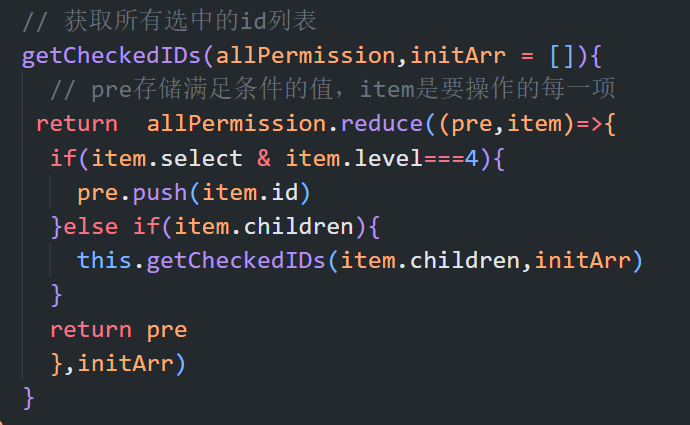 // 获取所有选中的id列表
getCheckedIDs(allPermission,initArr = []){
// pre存储满足条件的值，item是要操作的每一项
return  allPermission.reduce((pre,item)=>{
if(item.select & item.level===4){
pre.push(item.id)
}else if(item.children){
this.getCheckedIDs(item.children,initArr)
}
return pre
},initArr)
}